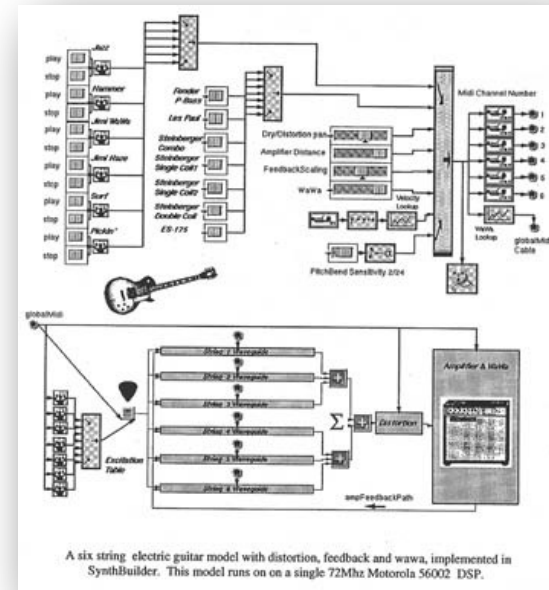 Jazz
play
stop
Hammer
play
stop
Jimi WaWa
play
stop
Jimi Haze
play
stop
Surf
play
stop
Pickin'
play
stop
Fender
P-Bass
Les Paul
Steinberger
Combo
Steinberger
Single Coil1
Steinberger
Single Coil2
Steinberger
Double Coil
ES-175
Dry/Distortion pan
Amplifier Distance
FeedbackScaling
WaWa
Velocity
Lookup
PitchBend Sensitivity 2/24
Midi Channel Number
1
2
3
4
5
6
WaWa
Lookup
globalMidi
Cable
globalMidi
Excitation
Table
String 1 Waveguide
String 2 Waveguide
String 3 Waveguide
String 4 Waveguide
String 5 Waveguide
String 6 Waveguide
Σ
Distortion
Amplifier & WaWa
ampFeedbackPath
A six string electric guitar model with distortion, feedback and wawa, implemented in
SynthBuilder. This model runs on on a single 72Mhz Motorola 56002 DSP.